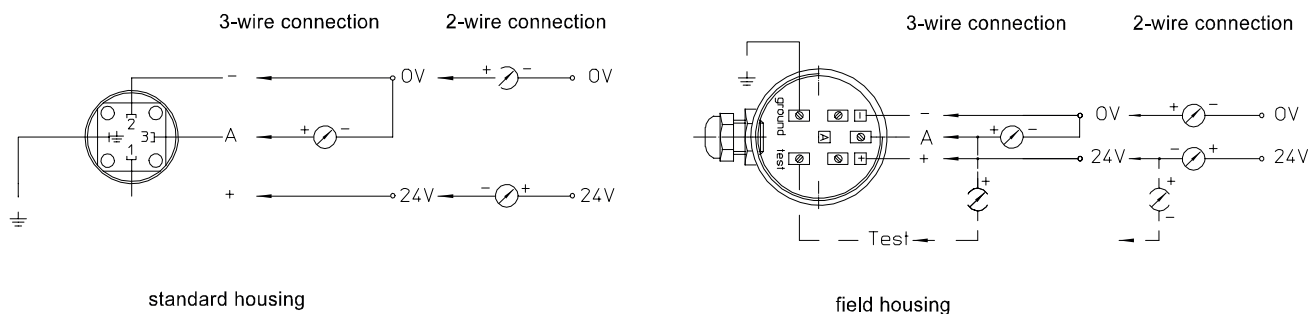 3-wire connection 2-wire connection
- 0V + - 0V
2
3 A + -
1
+ 24V - + 24V
standard housing
3-wire connection 2-wire connection
ground
- - 0V + - 0V
A A + -
test
+ + 24V - + 24V
+ +
-
Test
field housing